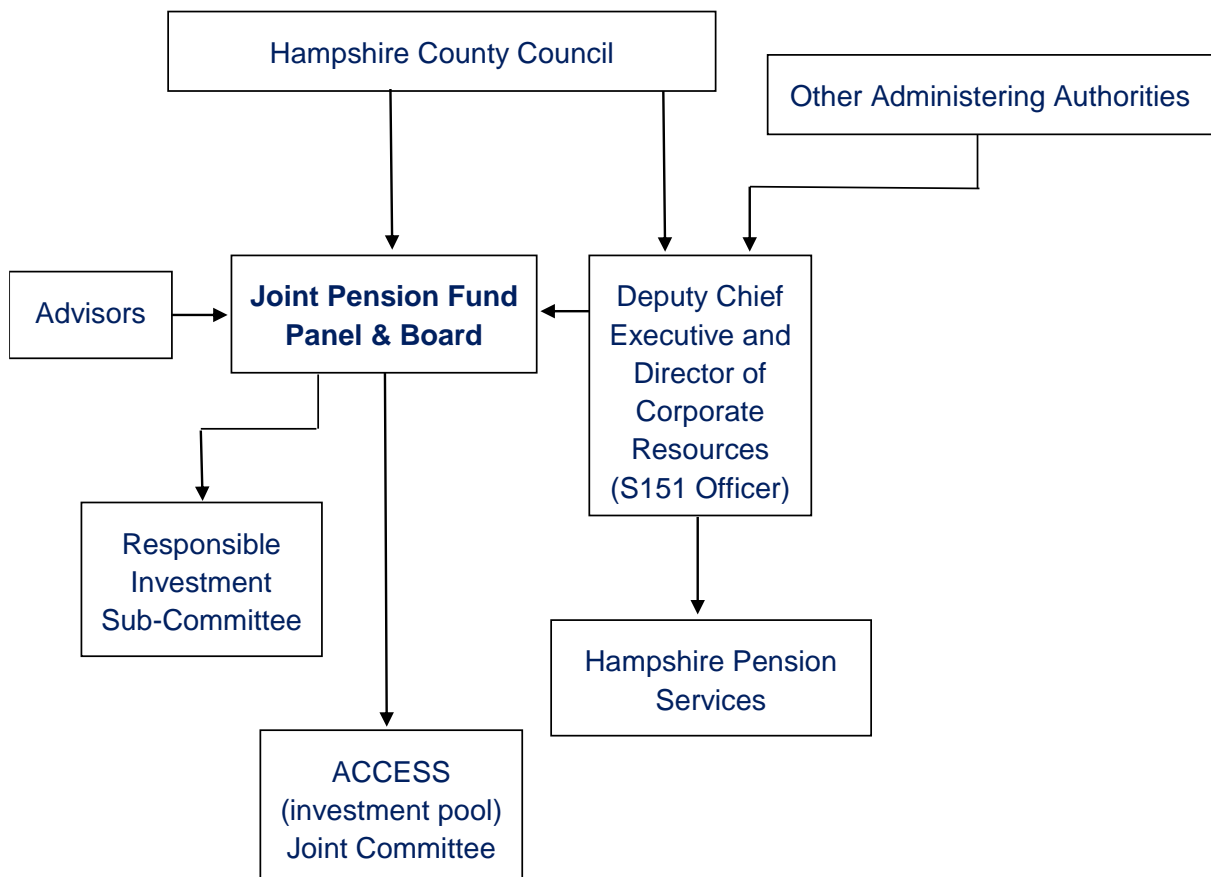 Hampshire County Council
Other Administering Authorities
Advisors
Joint Pension Fund
Panel & Board
Deputy Chief
Executive and
Director of
Corporate
Resources
(S151 Officer)
Responsible
Investment
Sub-Committee
Hampshire Pension
Services
ACCESS
(investment pool)
Joint Committee